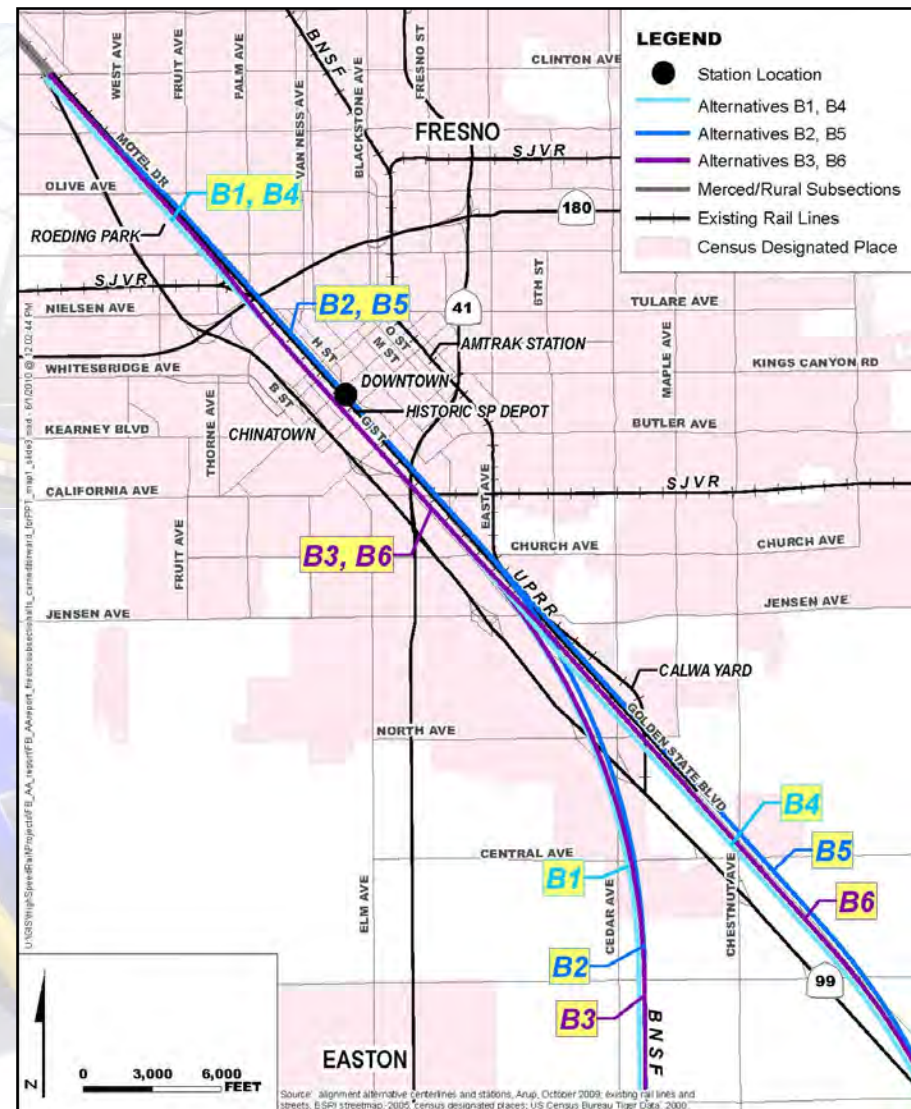 LEGEND
Station Location
Alternatives B1, B4
Alternatives B2, B5
Alternatives B3, B6
Merced/Rural Subsections
Existing Rail Lines
Census Designated Place
WEST AVE
FRUIT AVE
PALM AVE
VAN NESS AVE
BNSF
BLACKSTONE AVE
FRESNO ST
CLINTON AVE
FRESNO
SJVR
MOTEL DR
OLIVE AVE
B1, B4
ROEDING PARK
180
SJVR
NIELSEN AVE
B2, B5
41
6TH ST
TULARE AVE
H ST
O ST
M ST
AMTRAK STATION
MAPLE AVE
KINGS CANYON RD
WHITESBRIDGE AVE
B ST
DOWNTOWN
HISTORIC SP DEPOT
G ST
KEARNEY BLVD
THORNE AVE
CHINATOWN
BUTLER AVE
CALIFORNIA AVE
EAST AVE
SJVR
FRUIT AVE
B3, B6
CHURCH AVE
CHURCH AVE
UPRR
JENSEN AVE
JENSEN AVE
CALWA YARD
NORTH AVE
GOLDEN STATE BLVD
B4
CENTRAL AVE
B5
B1
ELM AVE
CEDAR AVE
CHESTNUT AVE
B6
B2
99
B3
BNSF
EASTON
N
0 3,000 6,000
FEET
Source: alignment alternative centerlines and stations, Arup, October 2009; existing rail lines and
streets, ESRI streetmap, 2005; census designated places: US Census Bureau Tiger Data, 2000.